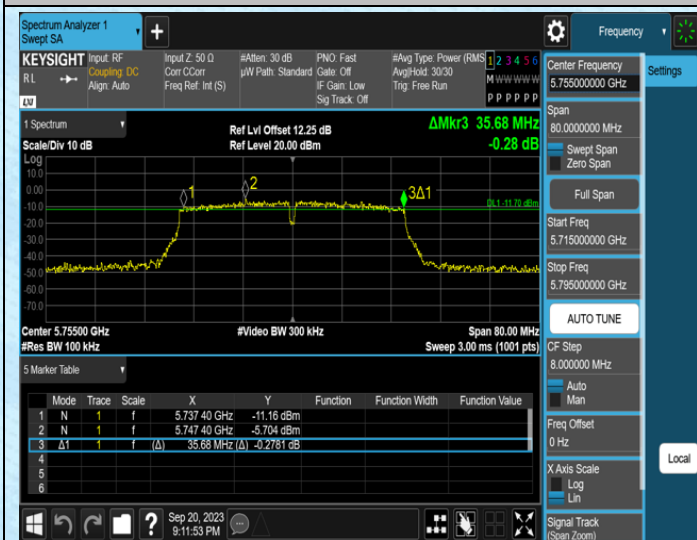 Spectrum Analyzer 1
Swept SA
Frequency
KEYSIGHT
RL
LXI
Input: RF
Coupling: DC
Align: Auto
Input Z: 50 Ω
Corr CCorr
Freq Ref: Int (S)
#Atten: 30 dB
µW Path: Standard
PNO: Fast
Gate: Off
IF Gain: Low
Sig Track: Off
#Avg Type: Power (RMS
Avg|Hold: 30/30
Trig: Free Run
1 2 3 4 5 6
M W W W W W
P P P P P P
1 Spectrum
Scale/Div 10 dB
Ref Lvl Offset 12.25 dB
Ref Level 20.00 dBm
ΔMkr3 35.68 MHz
-0.28 dB
Log
10.0
0.00
-10.0
-20.0
-30.0
-40.0
-50.0
-60.0
-70.0
1
2
3Δ1
DL1 -11.70 dBm
Center 5.75500 GHz
#Res BW 100 kHz
#Video BW 300 kHz
Span 80.00 MHz
Sweep 3.00 ms (1001 pts)
5 Marker Table
Mode Trace Scale X Y Function Function Width Function Value
1 N 1 f 5.737 40 GHz -11.16 dBm
2 N 1 f 5.747 40 GHz -5.704 dBm
3 Δ1 1 f (Δ) 35.68 MHz (Δ) -0.2781 dB
4
5
6
Sep 20, 2023
9:11:53 PM
Center Frequency
5.755000000 GHz
Span
80.0000000 MHz
Swept Span
Zero Span
Full Span
Start Freq
5.715000000 GHz
Stop Freq
5.795000000 GHz
AUTO TUNE
CF Step
8.000000 MHz
Auto
Man
Freq Offset
0 Hz
X Axis Scale
Log
Lin
Signal Track
(Span Zoom)
Settings
Local